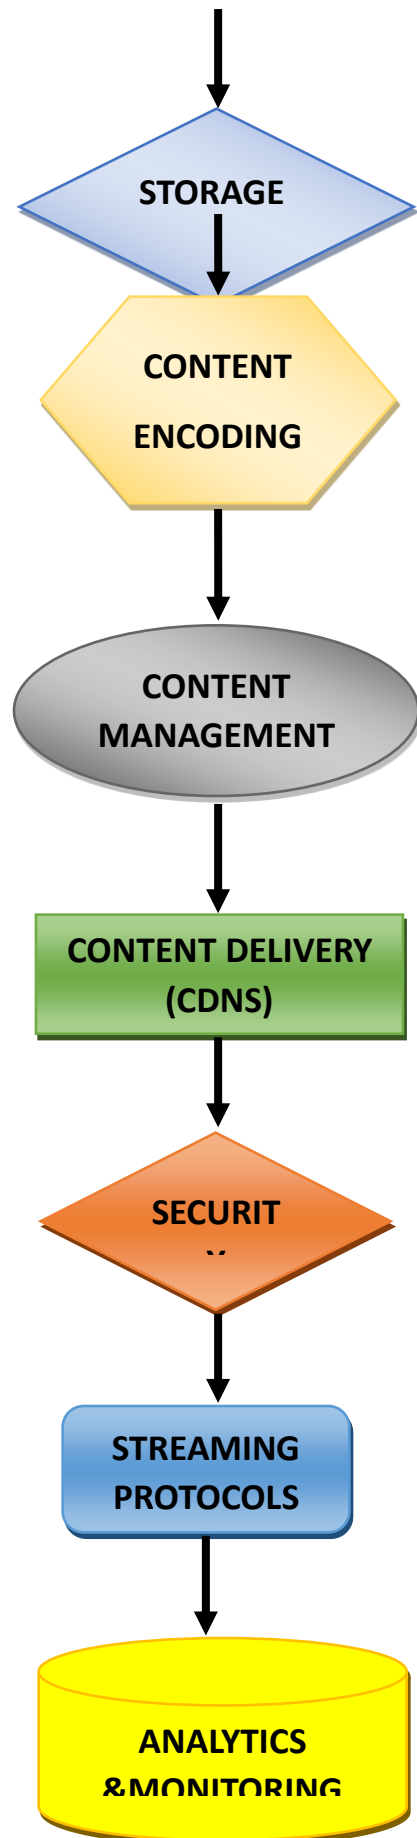 STORAGE
CONTENT
ENCODING
CONTENT
MANAGEMENT
CONTENT DELIVERY
(CDNS)
SECURIT
Y
STREAMING
PROTOCOLS
ANALYTICS
&MONITORING